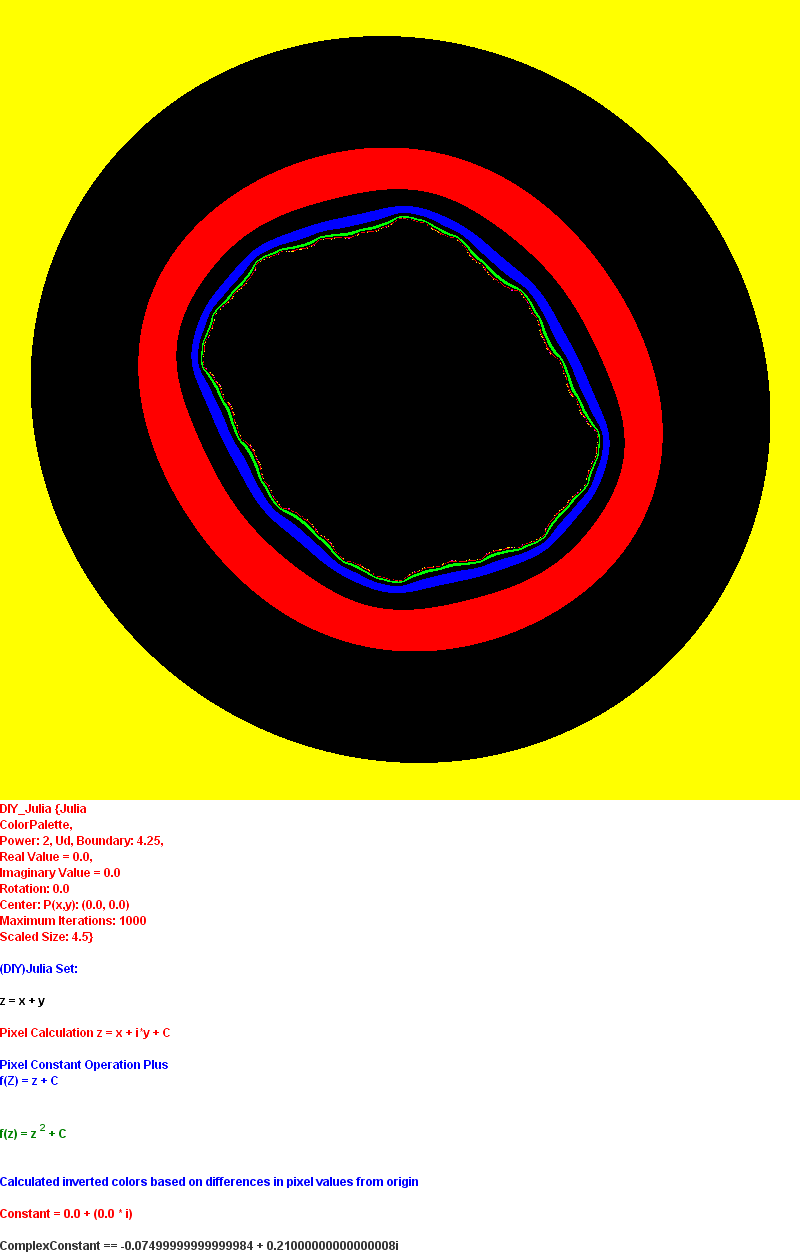 DIY_Julia {Julia
ColorPalette,
Power: 2, Ud, Boundary: 4.25,
Real Value = 0.0,
Imaginary Value = 0.0
Rotation: 0.0
Center: P(x,y): (0.0, 0.0)
Maximum Iterations: 1000
Scaled Size: 4.5}
(DIY)Julia Set:
z = x + y
Pixel Calculation z = x + i*y + C
Pixel Constant Operation Plus
f(Z) = z + C
f(z) = z 2 + C
Calculated inverted colors based on differences in pixel values from origin
Constant = 0.0 + (0.0 * i)
ComplexConstant == -0.07499999999999984 + 0.21000000000000008i